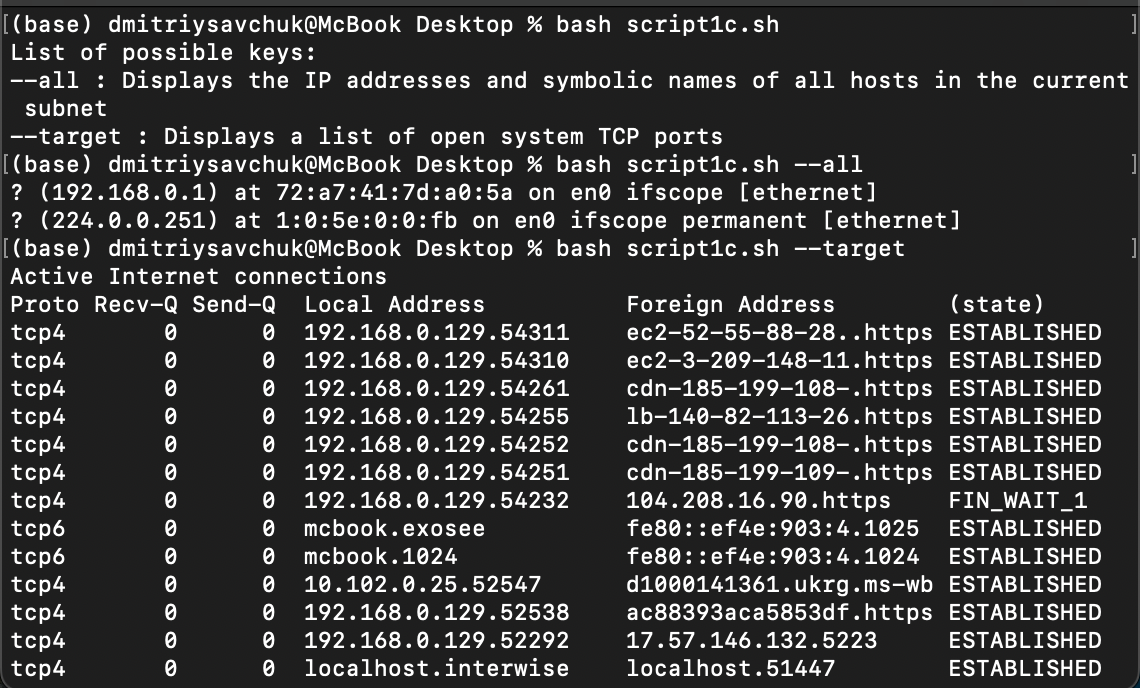 [(base) dmitriysavchuk@McBook Desktop % bash script1c.sh ]
List of possible keys:
--all : Displays the IP addresses and symbolic names of all hosts in the current
 subnet
--target : Displays a list of open system TCP ports
[(base) dmitriysavchuk@McBook Desktop % bash script1c.sh --all ]
? (192.168.0.1) at 72:a7:41:7d:a0:5a on en0 ifscope [ethernet]
? (224.0.0.251) at 1:0:5e:0:0:fb on en0 ifscope permanent [ethernet]
[(base) dmitriysavchuk@McBook Desktop % bash script1c.sh --target ]
Active Internet connections
Proto Recv-Q Send-Q  Local Address          Foreign Address        (state)
tcp4       0      0  192.168.0.129.54311    ec2-52-55-88-28..https ESTABLISHED
tcp4       0      0  192.168.0.129.54310    ec2-3-209-148-11.https ESTABLISHED
tcp4       0      0  192.168.0.129.54261    cdn-185-199-108-.https ESTABLISHED
tcp4       0      0  192.168.0.129.54255    lb-140-82-113-26.https ESTABLISHED
tcp4       0      0  192.168.0.129.54252    cdn-185-199-108-.https ESTABLISHED
tcp4       0      0  192.168.0.129.54251    cdn-185-199-109-.https ESTABLISHED
tcp4       0      0  192.168.0.129.54232    104.208.16.90.https    FIN_WAIT_1
tcp6       0      0  mcbook.exosee          fe80::ef4e:903:4.1025  ESTABLISHED
tcp6       0      0  mcbook.1024            fe80::ef4e:903:4.1024  ESTABLISHED
tcp4       0      0  10.102.0.25.52547      d1000141361.ukrg.ms-wb ESTABLISHED
tcp4       0      0  192.168.0.129.52538    ac88393aca5853df.https ESTABLISHED
tcp4       0      0  192.168.0.129.52292    17.57.146.132.5223     ESTABLISHED
tcp4       0      0  localhost.interwise    localhost.51447        ESTABLISHED